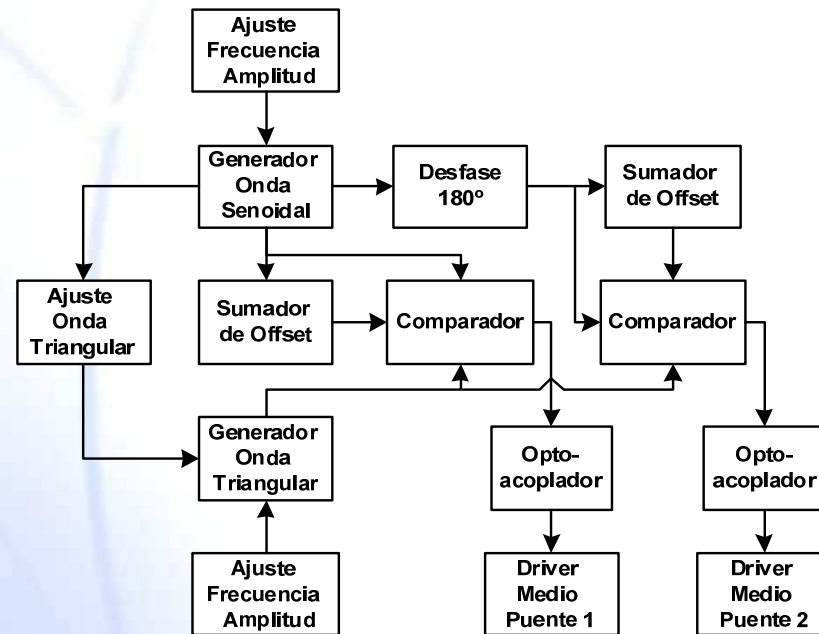 Ajuste
Frecuencia
Amplitud
Generador
Onda
Senoidal
Desfase
180º
Sumador
de Offset
Ajuste
Onda
Triangular
Sumador
de Offset
Comparador
Comparador
Generador
Onda
Triangular
Opto-
acoplador
Opto-
acoplador
Ajuste
Frecuencia
Amplitud
Driver
Medio
Puente 1
Driver
Medio
Puente 2